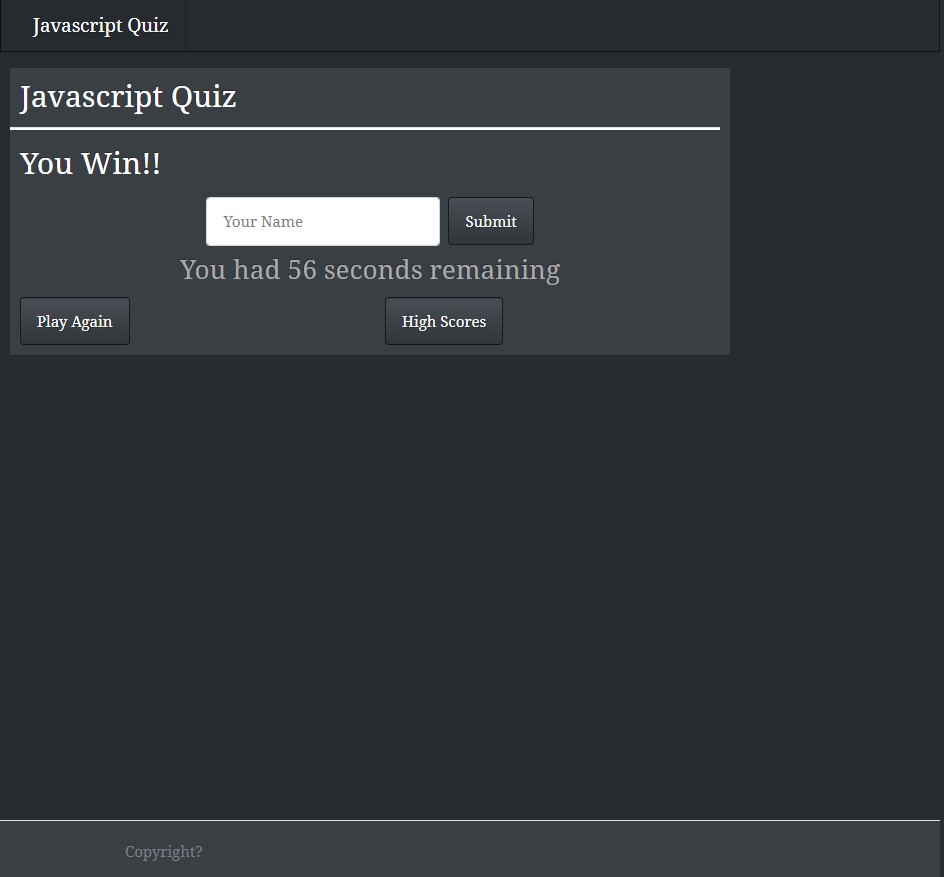 Javascript Quiz
Javascript Quiz
You Win!!
Your Name Submit
You had 56 seconds remaining
Play Again High Scores
Copyright?